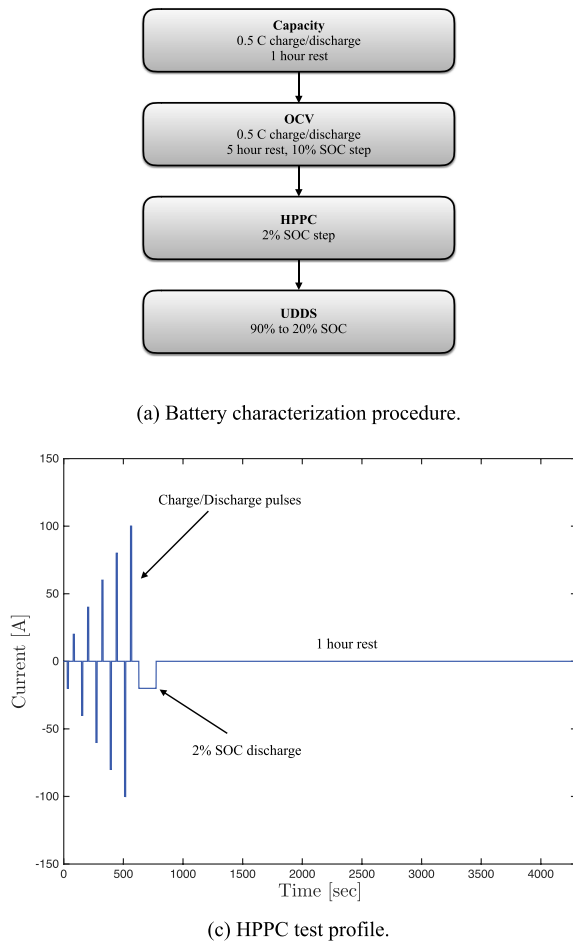 Capacity
0.5 C charge/discharge
1 hour rest
OCV
0.5 C charge/discharge
5 hour rest, 10% SOC step
HPPC
2% SOC step
UDDS
90% to 20% SOC
(a) Battery characterization procedure.
150
100
50
0
-50
-100
-150
Current [A]
Charge/Discharge pulses
1 hour rest
2% SOC discharge
0 500 1000 1500 2000 2500 3000 3500 4000
Time [sec]
(c) HPPC test profile.